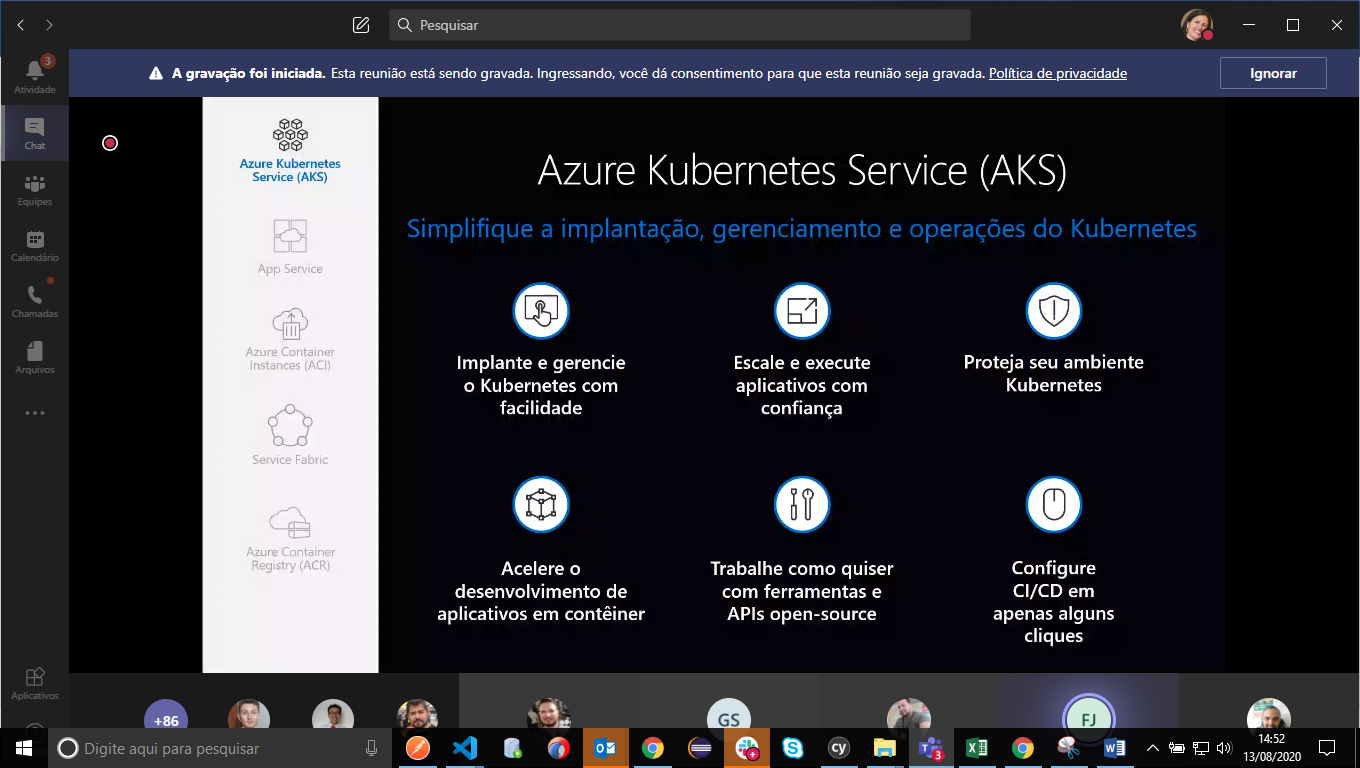 Pesquisar
A gravação foi iniciada. Esta reunião está sendo gravada. Ingressando, você dá consentimento para que esta reunião seja gravada. Política de privacidade
Ignorar
3
Atividade
Chat
Equipes
Calendário
Chamadas
Arquivos
Aplicativos
Azure Kubernetes
Service (AKS)
App Service
Azure Container
Instances (ACI)
Service Fabric
Azure Container
Registry (ACR)
Azure Kubernetes Service (AKS)
Simplifique a implantação, gerenciamento e operações do Kubernetes
Implante e gerencie
o Kubernetes com
facilidade
Escale e execute
aplicativos com
confiança
Proteja seu ambiente
Kubernetes
Acelere o
desenvolvimento de
aplicativos em contêiner
Trabalhe como quiser
com ferramentas e
APIs open-source
Configure
CI/CD em
apenas alguns
cliques
+86
GS
FJ
Digite aqui para pesquisar
cy
3
14:52
13/08/2020